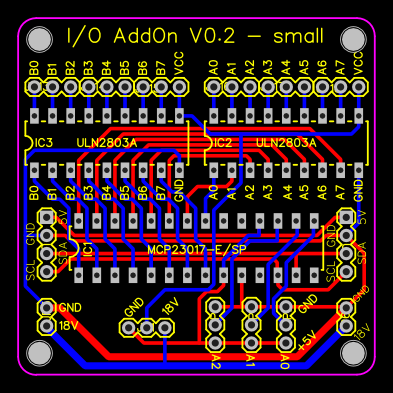 I/O AddOn V0.2 - small
B0 B1 B2 B3 B4 B5 B6 B7 VCC A0 A1 A2 A3 A4 A5 A6 A7 VCC
IC3 ULN2803A IC2 ULN2803A
B0 B1 B2 B3 B4 B5 B6 B7 GND A0 A1 A2 A3 A4 A5 A6 A7 GND
5V 5V
GND GND
IC1 MCP23017-E/SP
SDA SDA
SCL SCL
GND GND 18V GND GND
18V +5V 18V
A2 A1 A0